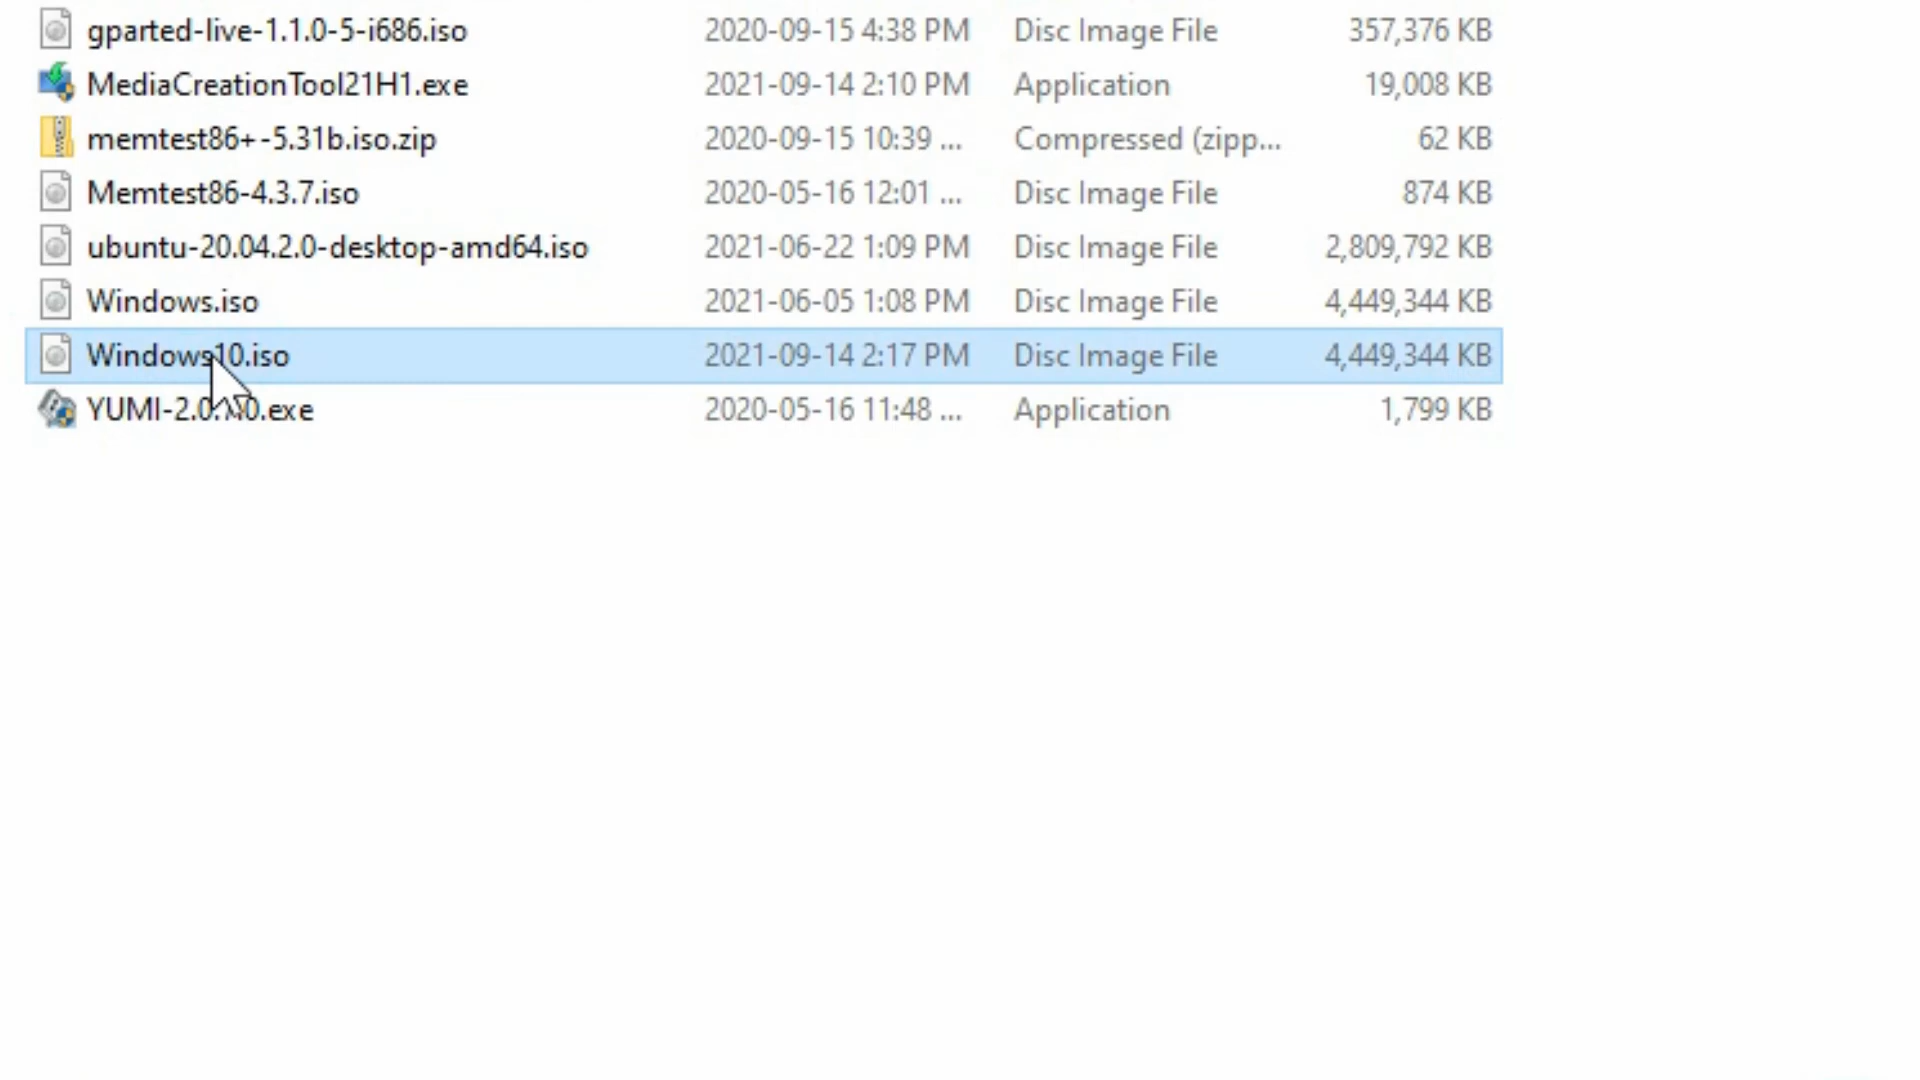 gparted-live-1.1.0-5-i686.iso 2020-09-15 4:38 PM Disc Image File 357,376 KB
MediaCreationTool21H1.exe 2021-09-14 2:10 PM Application 19,008 KB
memtest86+-5.31b.iso.zip 2020-09-15 10:39 ... Compressed (zipp... 62 KB
Memtest86-4.3.7.iso 2020-05-16 12:01 ... Disc Image File 874 KB
ubuntu-20.04.2.0-desktop-amd64.iso 2021-06-22 1:09 PM Disc Image File 2,809,792 KB
Windows.iso 2021-06-05 1:08 PM Disc Image File 4,449,344 KB
Windows10.iso 2021-09-14 2:17 PM Disc Image File 4,449,344 KB
2020-05-16 11:48 ... Application 1,799 KB